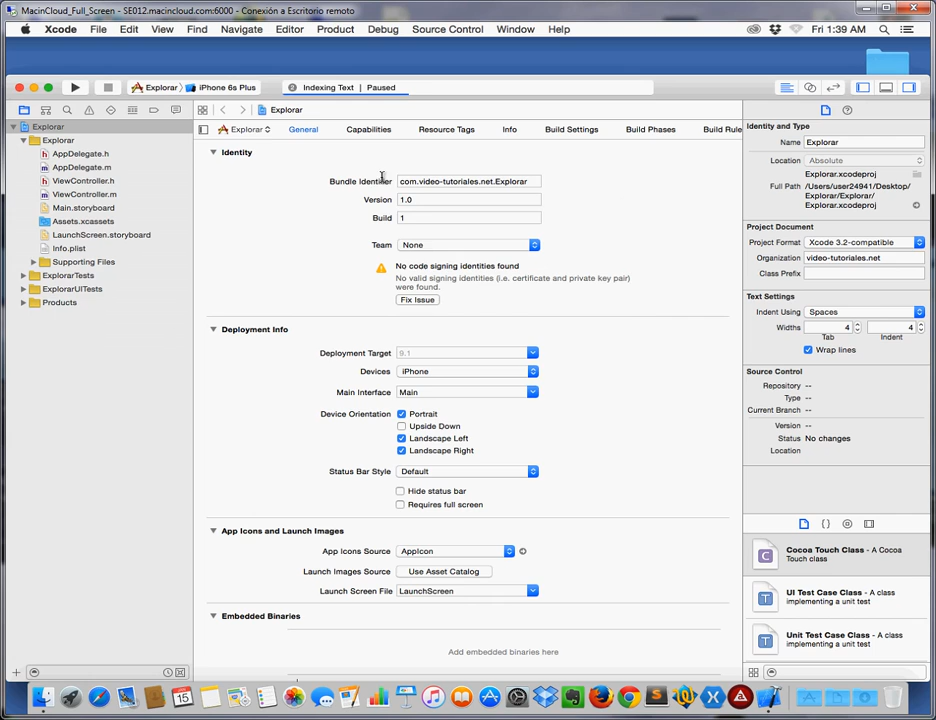 MacinCloud_Full_Screen - SE012.macincloud.com:6000 - Conexión a Escritorio remoto
Xcode File Edit View Find Navigate Editor Product Debug Source Control Window Help Fri 1:39 AM
Explorar iPhone 6s Plus 2 Indexing Text | Paused
Explorar
Explorar
AppDelegate.h
AppDelegate.m
ViewController.h
ViewController.m
Main.storyboard
Assets.xcassets
LaunchScreen.storyboard
Info.plist
Supporting Files
ExplorarTests
ExplorarUITests
Products
Explorar
Explorar General Capabilities Resource Tags Info Build Settings Build Phases Build Rule
Identity
Bundle Identifier com.video-tutoriales.net.Explorar
Version 1.0
Build 1
Team None
No code signing identities found
No valid signing identities (i.e. certificate and private key pair)
were found.
Fix Issue
Deployment Info
Deployment Target 9.1
Devices iPhone
Main Interface Main
Device Orientation Portrait
Upside Down
Landscape Left
Landscape Right
Status Bar Style Default
Hide status bar
Requires full screen
App Icons and Launch Images
App Icons Source AppIcon
Launch Images Source Use Asset Catalog
Launch Screen File LaunchScreen
Embedded Binaries
Add embedded binaries here
Identity and Type
Name Explorar
Location Absolute
Explorar.xcodeproj
Full Path /Users/user24941/Desktop/
Explorar/Explorar/
Explorar.xcodeproj
Project Document
Project Format Xcode 3.2-compatible
Organization video-tutoriales.net
Class Prefix
Text Settings
Indent Using Spaces
Widths 4 4
Tab Indent
Wrap lines
Source Control
Repository --
Type --
Current Branch --
Version --
Status No changes
Location
{}
C Cocoa Touch Class - A Cocoa
Touch class
T UI Test Case Class - A class
implementing a unit test
T Unit Test Case Class - A class
implementing a unit test
JUL
15